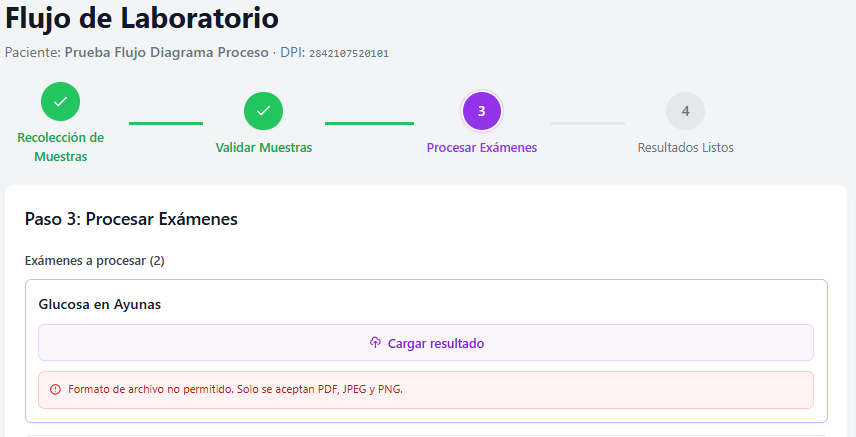 Flujo de Laboratorio
Paciente: Prueba Flujo Diagrama Proceso · DPI: 2842107520101
Recolección de
Muestras
Validar Muestras
3
Procesar Exámenes
4
Resultados Listos
Paso 3: Procesar Exámenes
Exámenes a procesar (2)
Glucosa en Ayunas
Cargar resultado
Formato de archivo no permitido. Solo se aceptan PDF, JPEG y PNG.